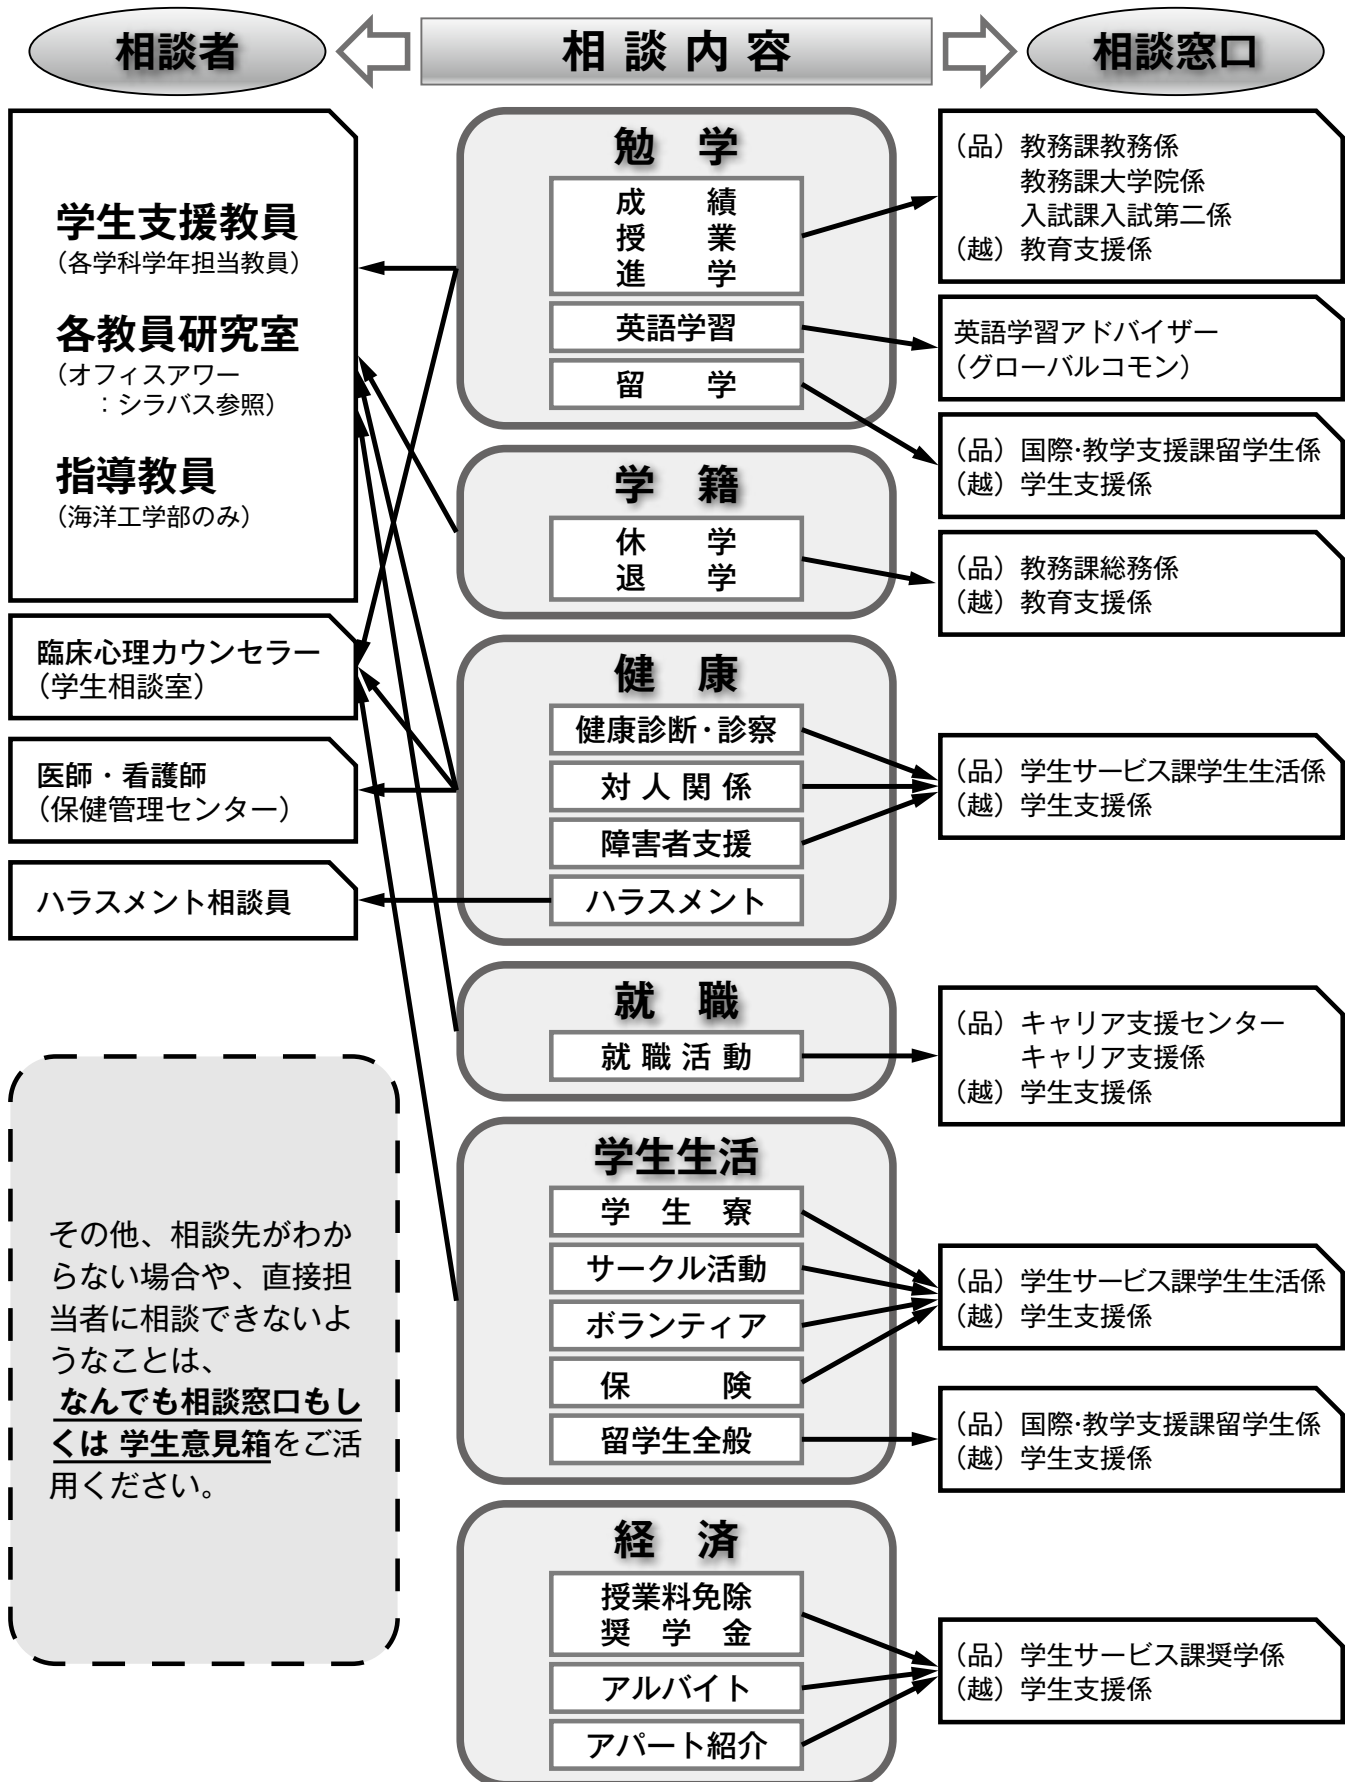 相談者
相談内容
相談窓口
学生支援教員
（各学科学年担当教員）
各教員研究室
（オフィスアワー
：シラバス参照）
指導教員
（海洋工学部のみ）
臨床心理カウンセラー
（学生相談室）
医師・看護師
（保健管理センター）
ハラスメント相談員
その他、相談先がわか
らない場合や、直接担
当者に相談できないよ
うなことは、
なんでも相談窓口もし
くは 学生意見箱をご活
用ください。
勉　学
成　績
授　業
進　学
英語学習
留　学
学　籍
休　学
退　学
健　康
健康診断・診察
対人関係
障害者支援
ハラスメント
就　職
就職活動
学生生活
学　生　寮
サークル活動
ボランティア
保　険
留学生全般
経　済
授業料免除
奨　学　金
アルバイト
アパート紹介
（品）教務課教務係
教務課大学院係
入試課入試第二係
（越）教育支援係
英語学習アドバイザー
（グローバルコモン）
（品）国際・教学支援課留学生係
（越）学生支援係
（品）教務課総務係
（越）教育支援係
（品）学生サービス課学生生活係
（越）学生支援係
（品）キャリア支援センター
キャリア支援係
（越）学生支援係
（品）学生サービス課学生生活係
（越）学生支援係
（品）国際・教学支援課留学生係
（越）学生支援係
（品）学生サービス課奨学係
（越）学生支援係